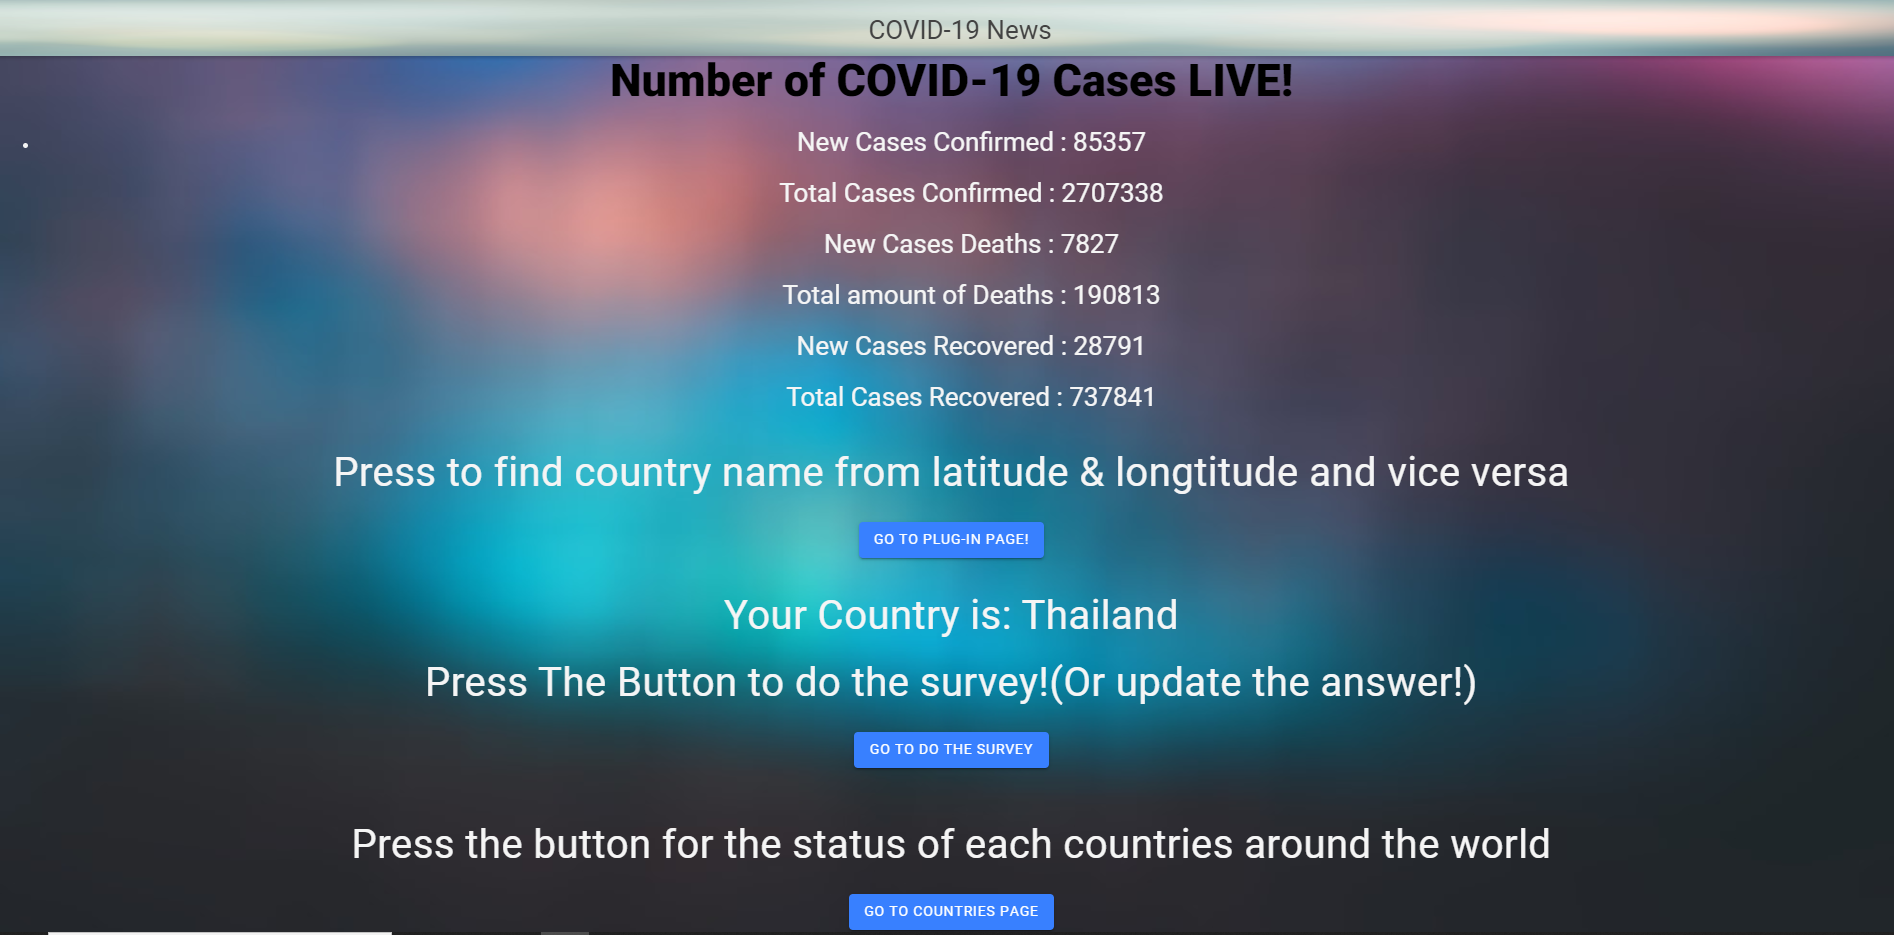 COVID-19 News
Number of COVID-19 Cases LIVE!
New Cases Confirmed : 85357
Total Cases Confirmed : 2707338
New Cases Deaths : 7827
Total amount of Deaths : 190813
New Cases Recovered : 28791
Total Cases Recovered : 737841
Press to find country name from latitude & longtitude and vice versa
GO TO PLUG-IN PAGE!
Your Country is: Thailand
Press The Button to do the survey!(Or update the answer!)
GO TO DO THE SURVEY
Press the button for the status of each countries around the world
GO TO COUNTRIES PAGE